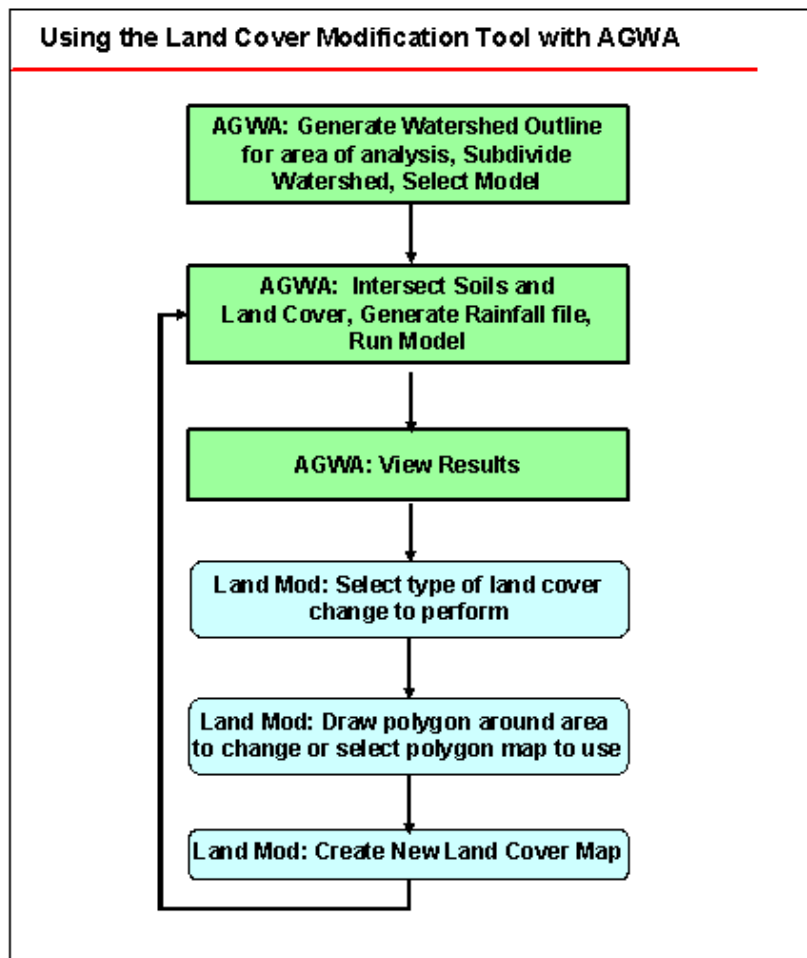 Using the Land Cover Modification Tool with AGWA
AGWA: Generate Watershed Outline
for area of analysis, Subdivide
Watershed, Select Model
AGWA: Intersect Soils and
Land Cover, Generate Rainfall file,
Run Model
AGWA: View Results
Land Mod: Select type of land cover
change to perform
Land Mod: Draw polygon around area
to change or select polygon map to use
Land Mod: Create New Land Cover Map